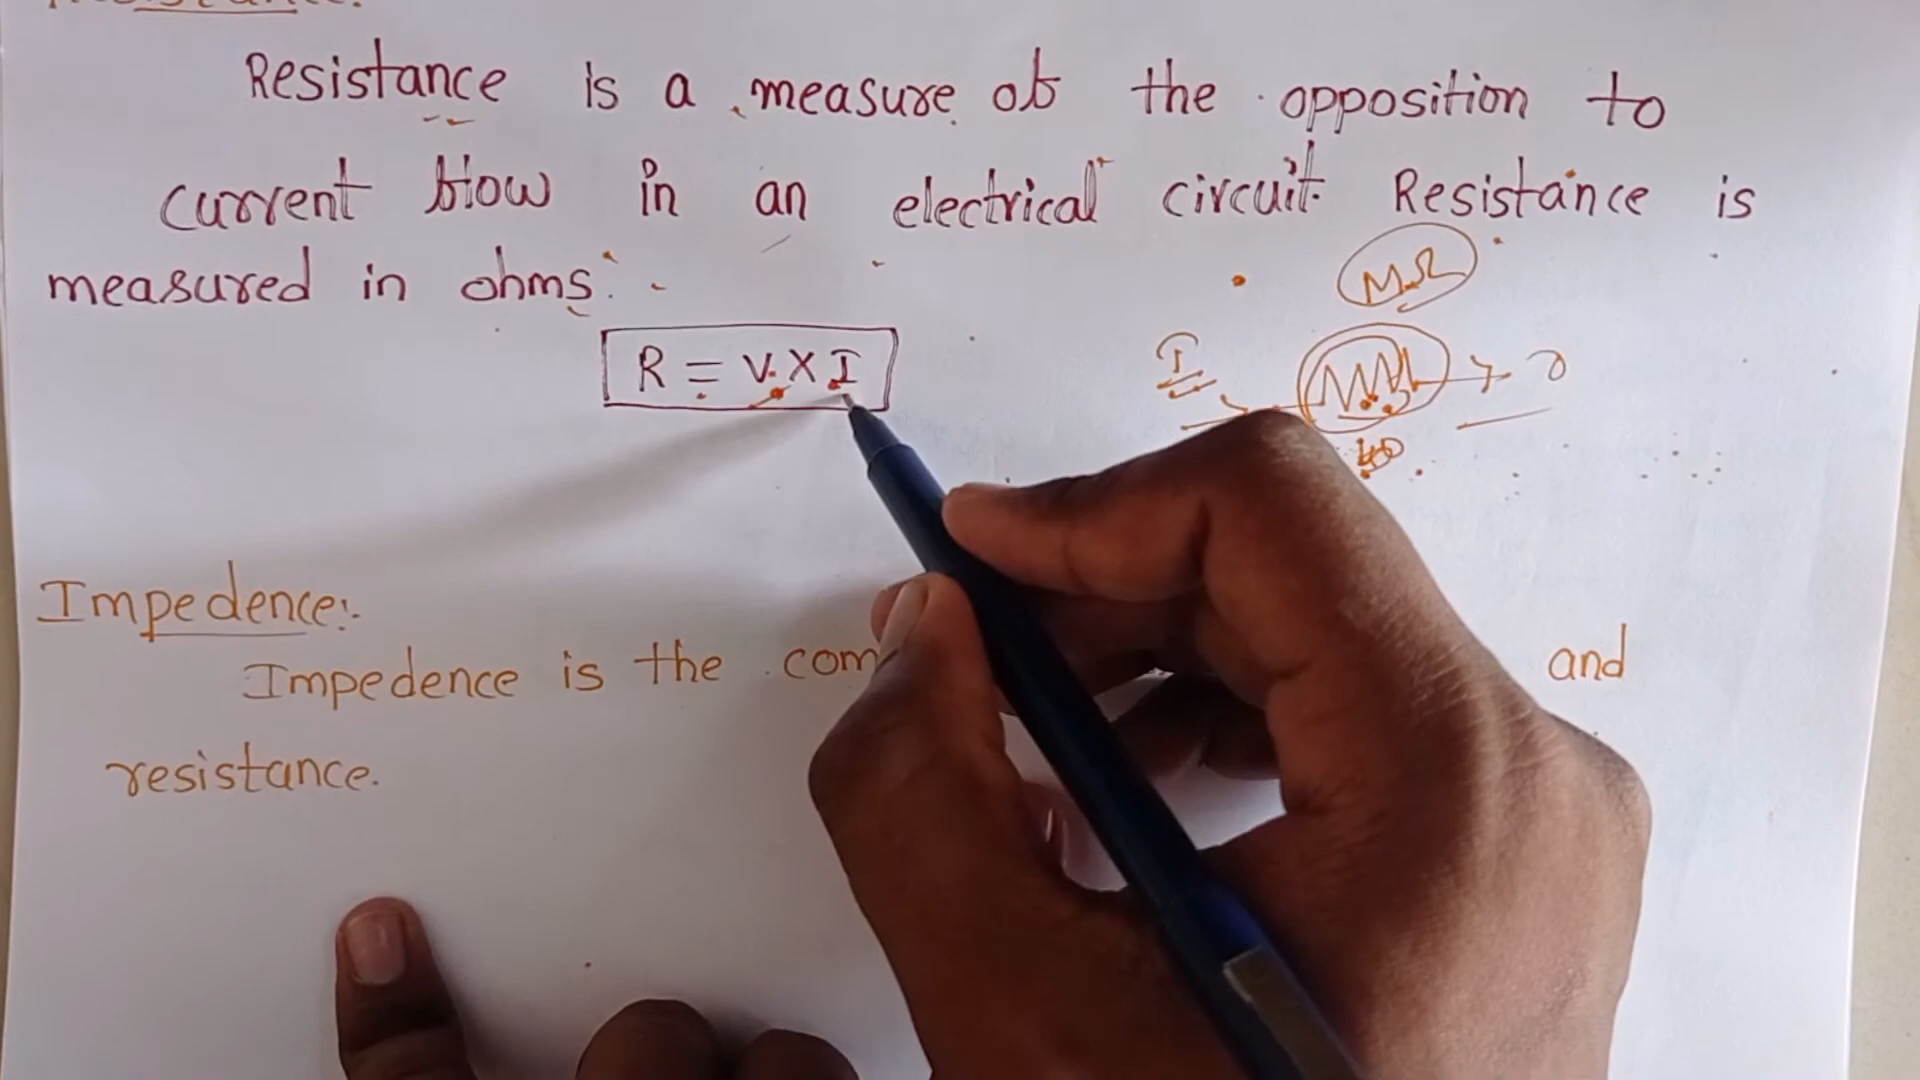 Resistance is a measure of the opposition to
current flow in an electrical circuit. Resistance is
measured in ohms.
MΩ
R = V X I
I
Impedence:-
Impedence is the and
resistance.